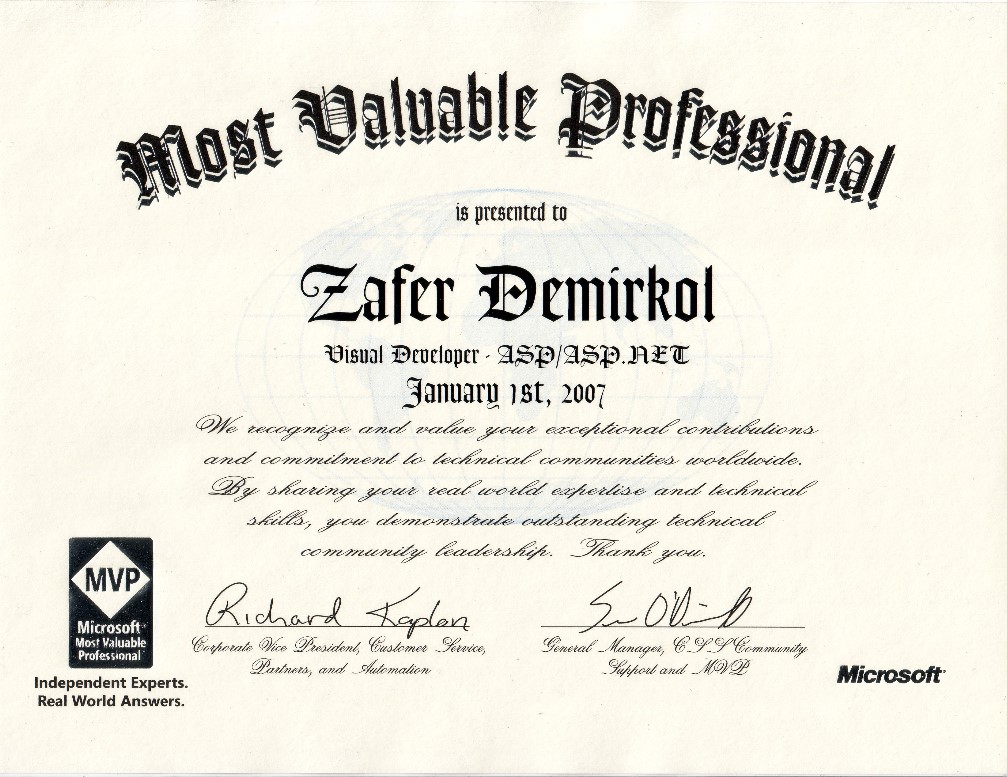 Most Valuable Professional
is presented to
Zafer Demirkol
Visual Developer - ASP/ASP.NET
January 1st, 2007
We recognize and value your exceptional contributions
and commitment to technical communities worldwide.
By sharing your real world expertise and technical
skills, you demonstrate outstanding technical
community leadership. Thank you.
MVP
Microsoft®
Most Valuable
Professional
Independent Experts.
Real World Answers.
Richard Kaplan
Corporate Vice President, Customer Service,
Partners, and Automation
General Manager, CSS Community
Support and MVP
Microsoft®